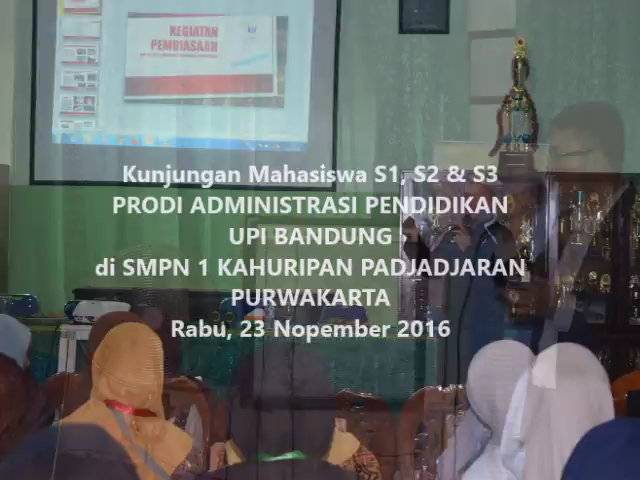 KEGIATAN
PEMBIASAAN
Kunjungan Mahasiswa S1, S2 & S3
PRODI ADMINISTRASI PENDIDIKAN
UPI BANDUNG
di SMPN 1 KAHURIPAN PADJADJARAN
PURWAKARTA
Rabu, 23 Nopember 2016